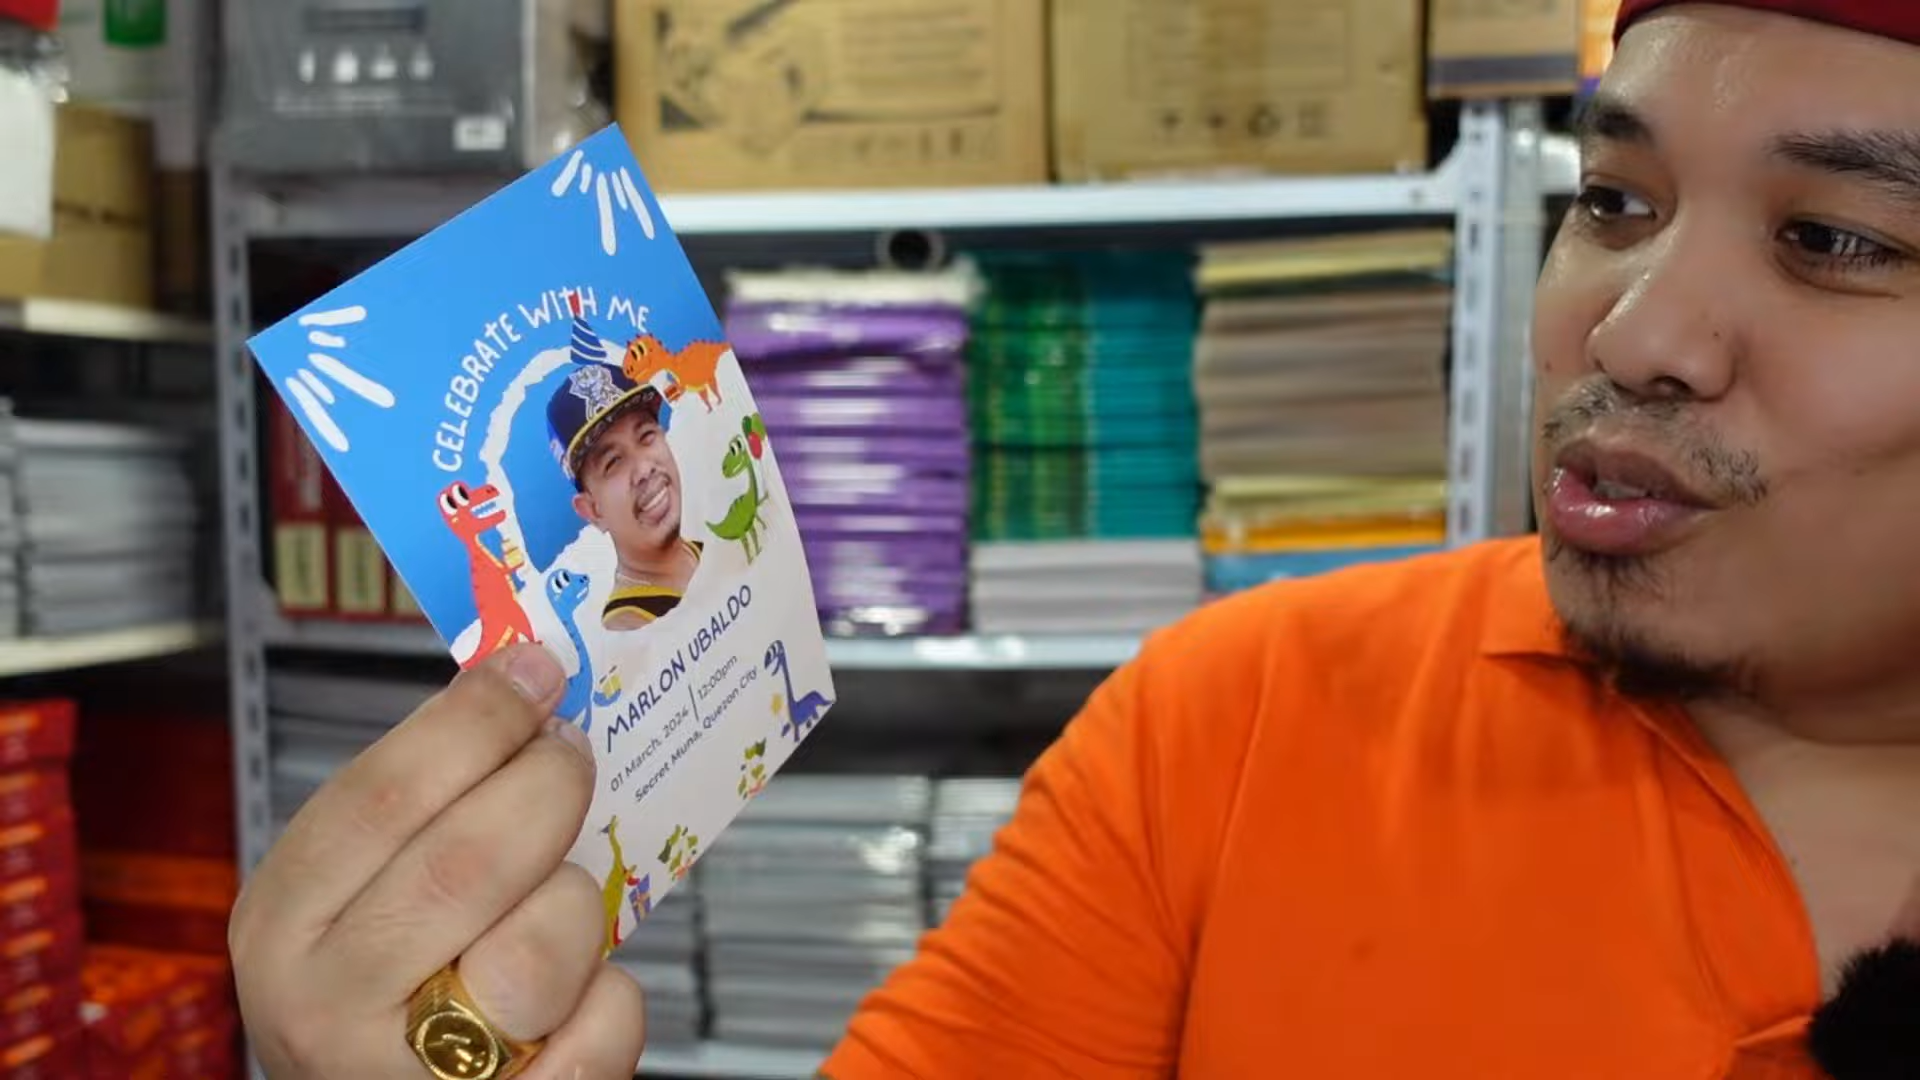 CELEBRATE WITH ME
MARLON UBALDO
01 March, 2024 | 12:00pm
Secret Muna, Quezon City